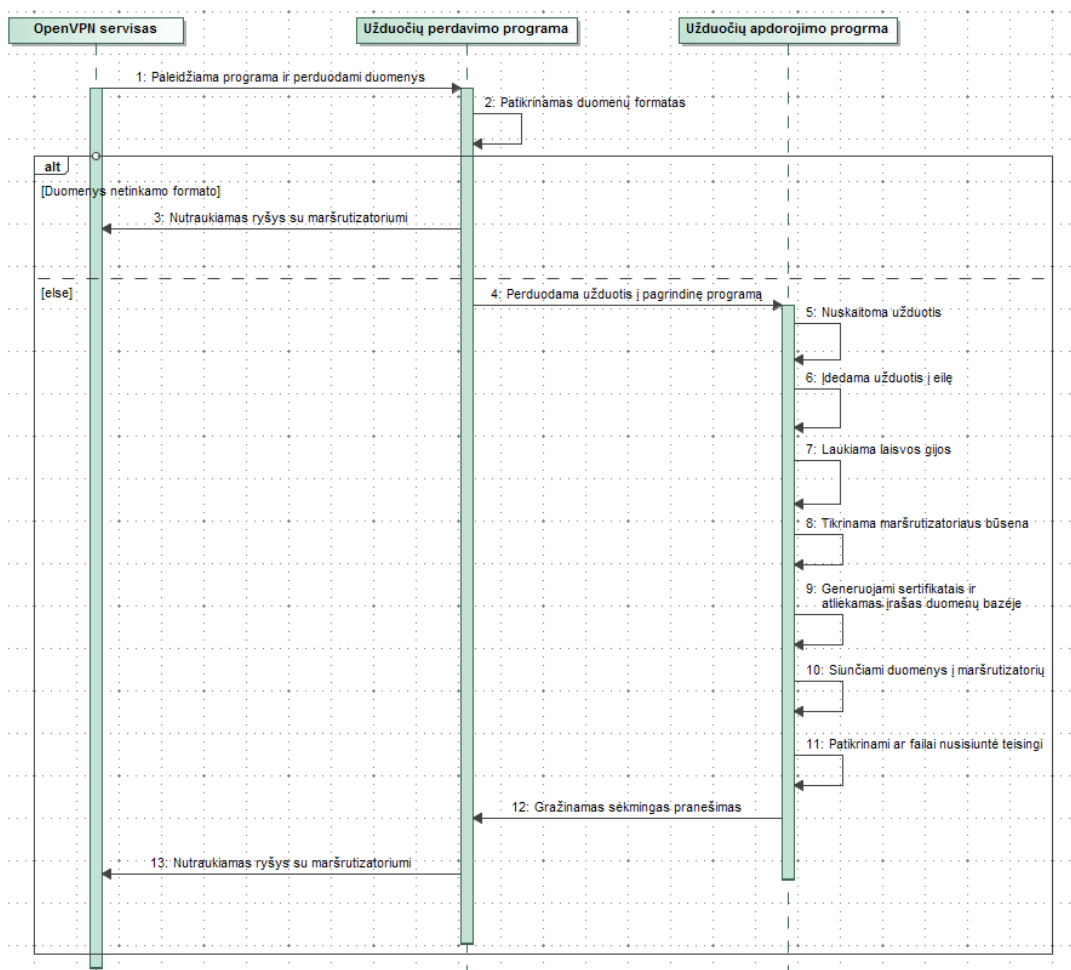 OpenVPN servisas
Užduočių perdavimo programa
Užduočių apdorojimo progrma
1: Paleidžiama programa ir perduodami duomenys
2: Patikrinamas duomenų formatas
alt
[Duomenys netinkamo formato]
3: Nutraukiamas ryšys su maršrutizatoriumi
[else]
4: Perduodama užduotis į pagrindinę programą
5: Nuskaitoma užduotis
6: Įdedama užduotis į eilę
7: Laukiama laisvos gijos
8: Tikrinama maršrutizatoriaus būsena
9: Generuojami sertifikatais ir
atliekamas įrašas duomenų bazėje
10: Siunčiami duomenys į maršrutizatorių
11: Patikrinami ar failai nusisiuntė teisingi
12: Gražinamas sėkmingas pranešimas
13: Nutraukiamas ryšys su maršrutizatoriumi